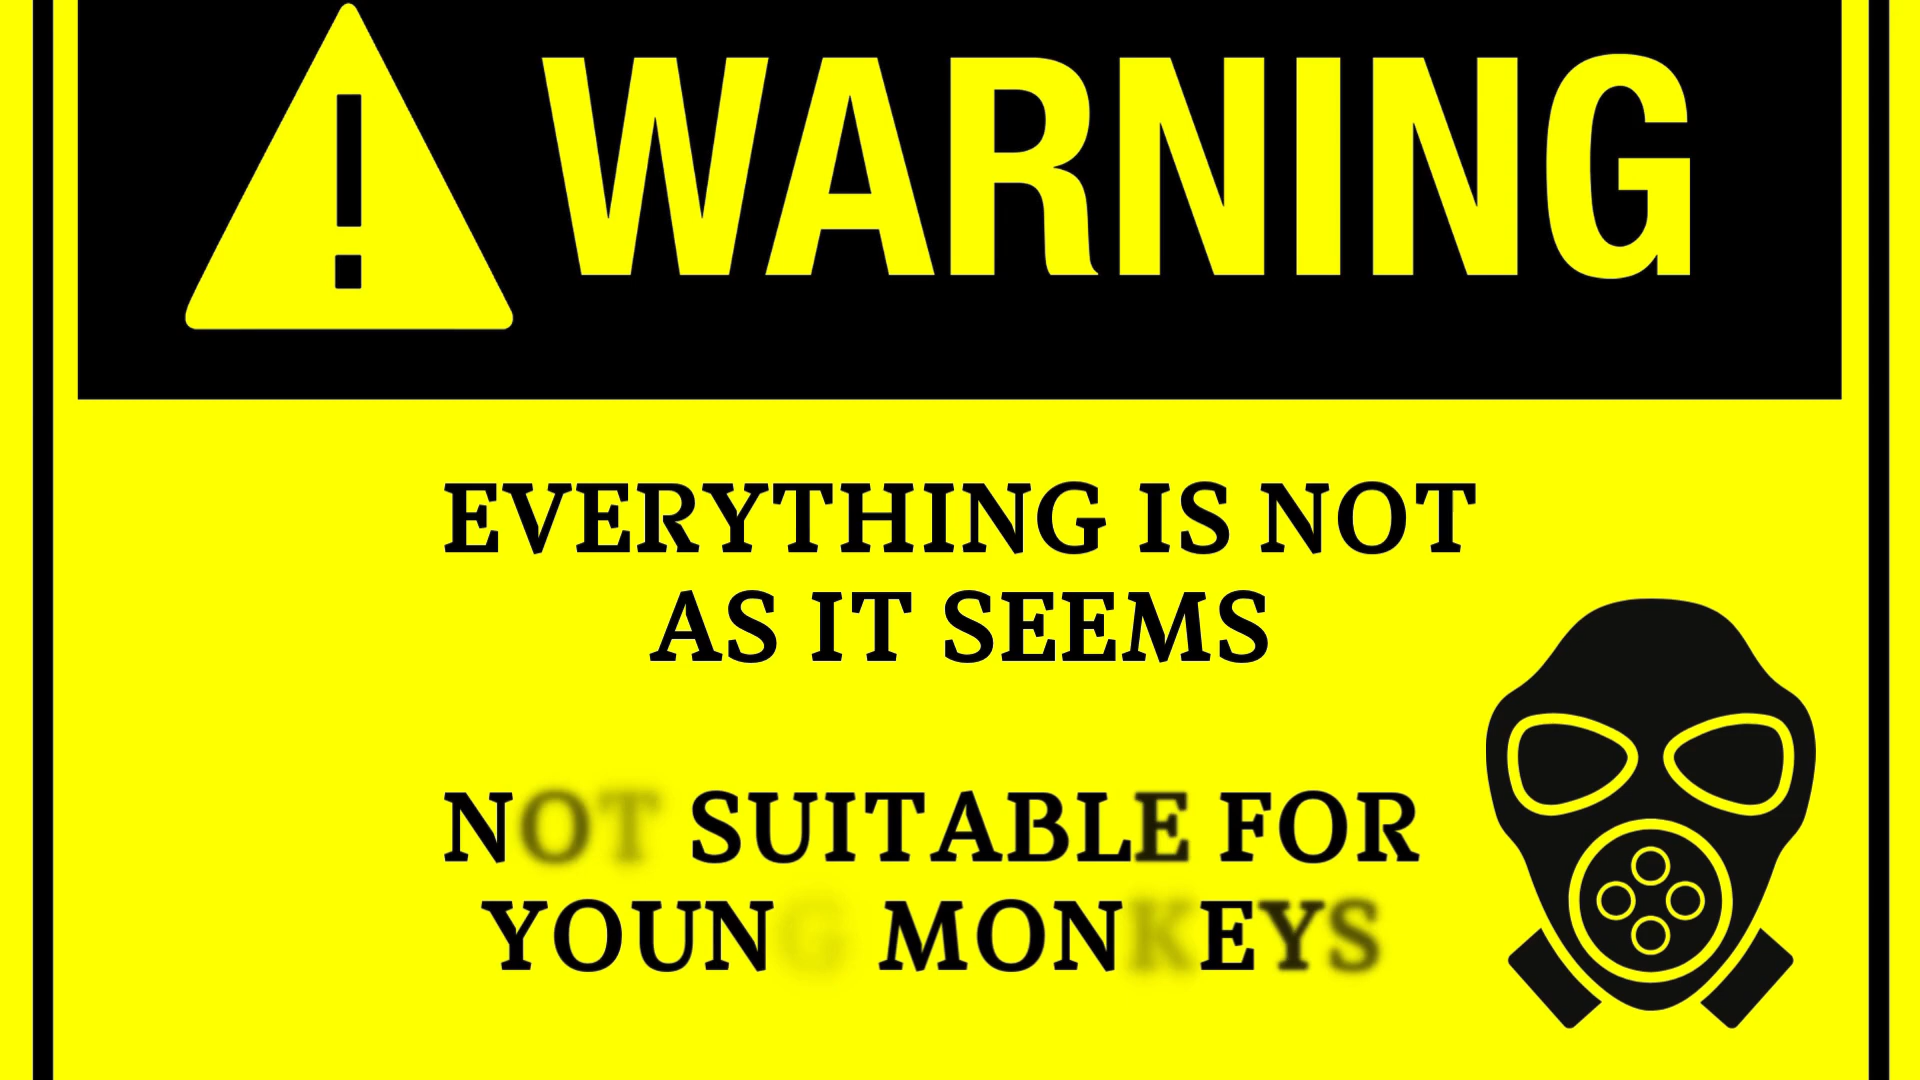 WARNING
EVERYTHING IS NOT
AS IT SEEMS
NOT SUITABLE FOR
YOUNG MONKEYS